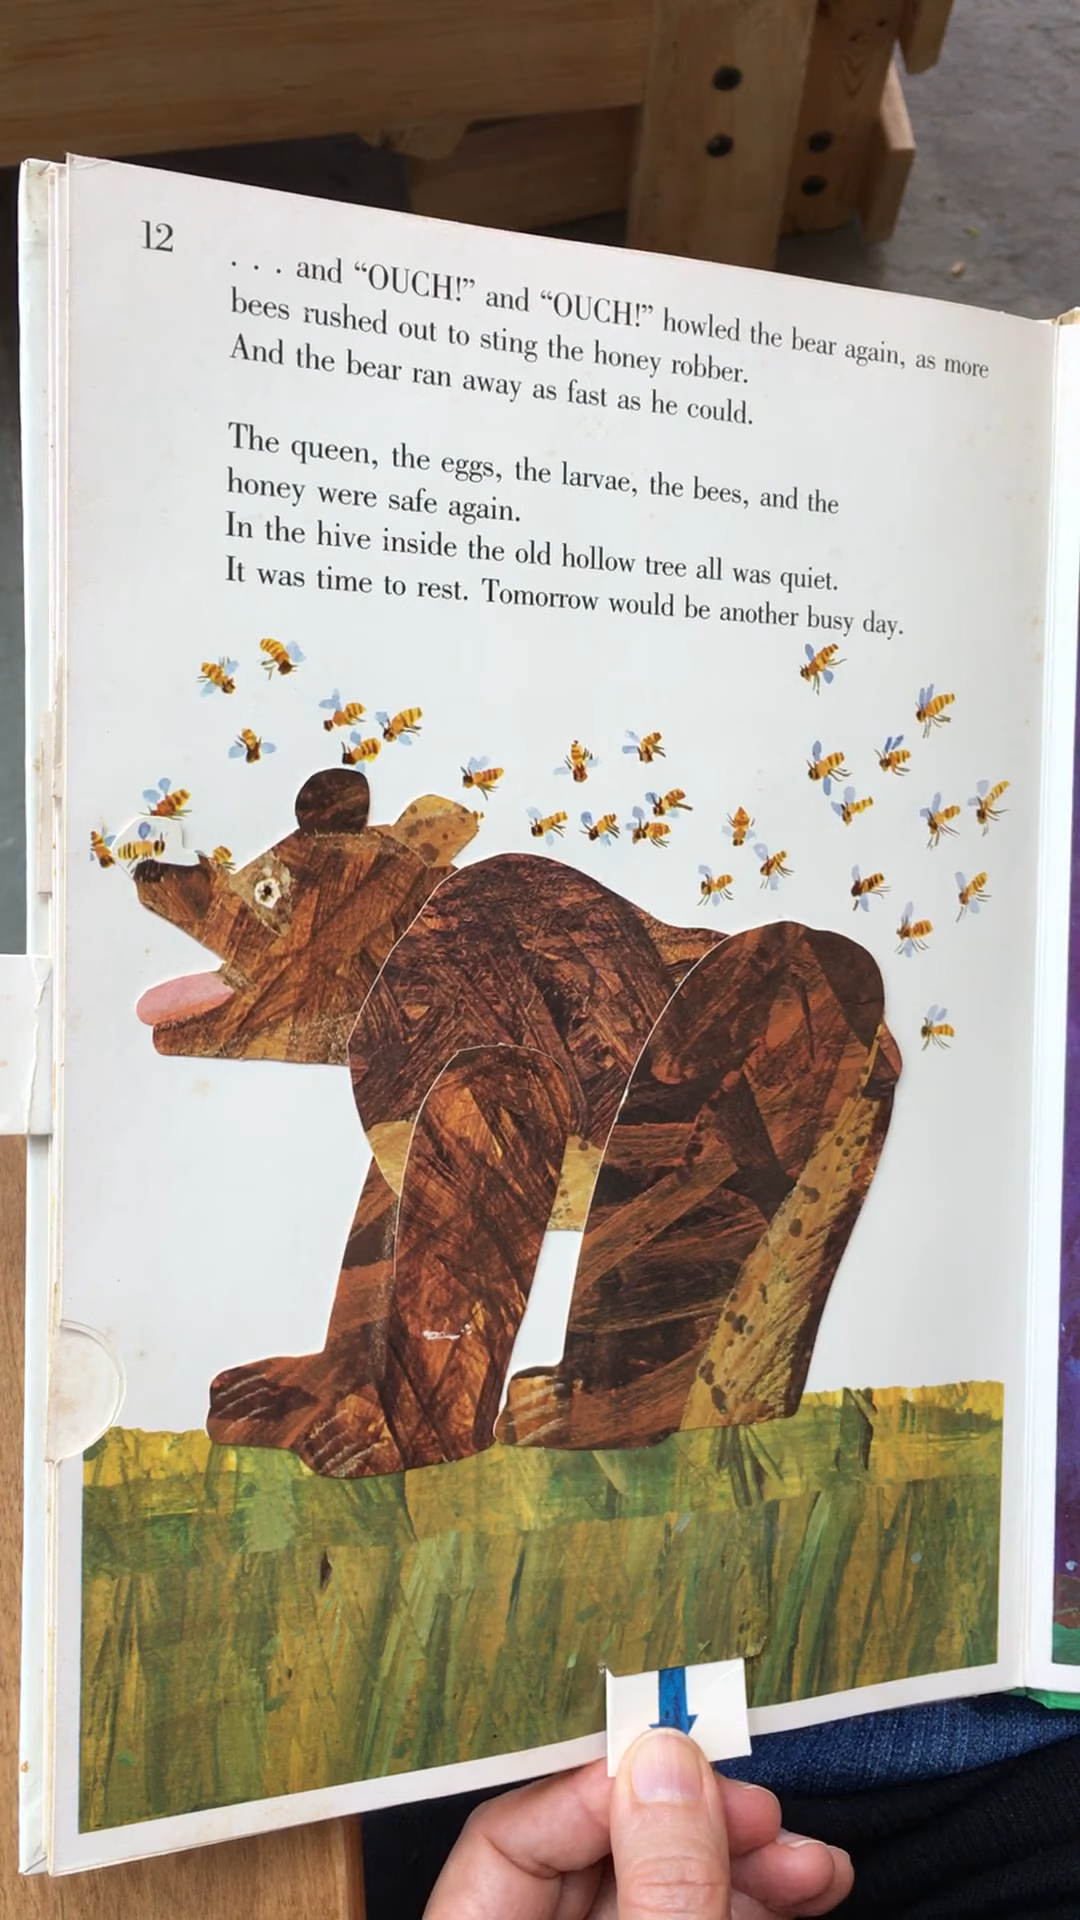 12
. . . and “OUCH!” and “OUCH!” howled the bear again, as more
bees rushed out to sting the honey robber.
And the bear ran away as fast as he could.
The queen, the eggs, the larvae, the bees, and the
honey were safe again.
In the hive inside the old hollow tree all was quiet.
It was time to rest. Tomorrow would be another busy day.